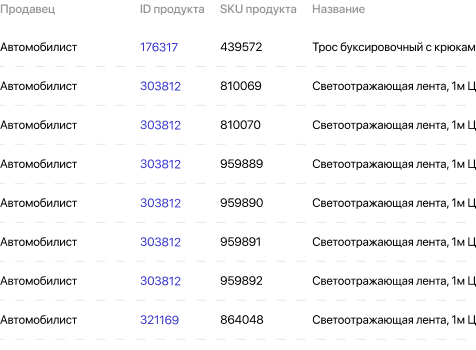 Продавец ID продукта SKU продукта Название
Автомобилист 176317 439572 Трос буксировочный с крюкам
Автомобилист 303812 810069 Светоотражающая лента, 1м Ц
Автомобилист 303812 810070 Светоотражающая лента, 1м Ц
Автомобилист 303812 959889 Светоотражающая лента, 1м Ц
Автомобилист 303812 959890 Светоотражающая лента, 1м Ц
Автомобилист 303812 959891 Светоотражающая лента, 1м Ц
Автомобилист 303812 959892 Светоотражающая лента, 1м Ц
Автомобилист 321169 864048 Светоотражающая лента, 1м Ц